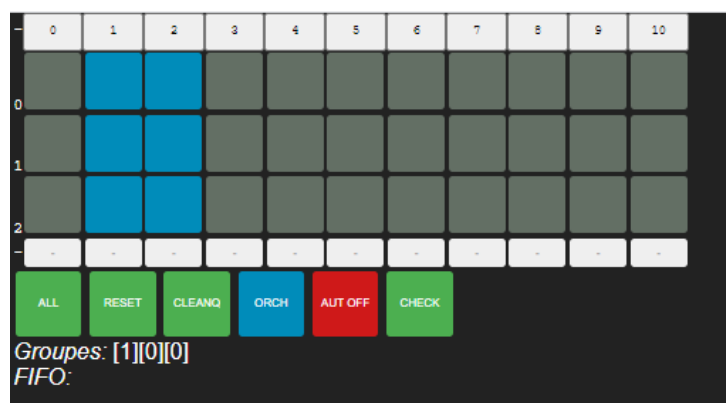 - 0 1 2 3 4 5 6 7 8 9 10
0
1
2
- - - - - - - - - - - -
ALL RESET CLEANQ ORCH AUT OFF CHECK
Groupes: [1][0][0]
FIFO: